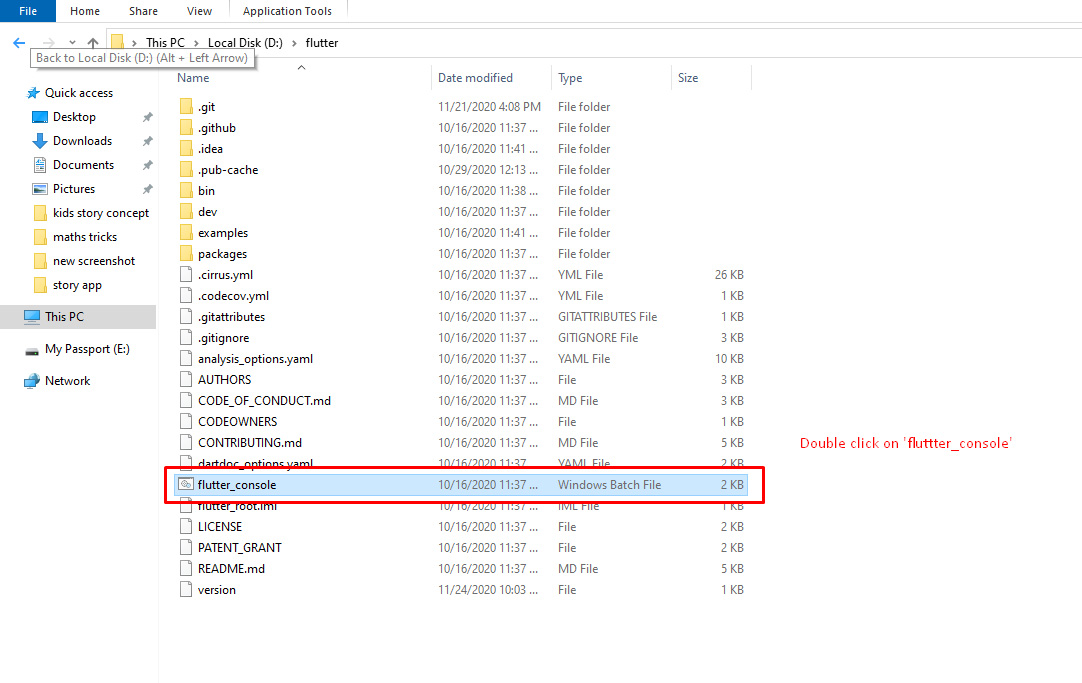 File Home Share View Application Tools
This PC Local Disk (D:) flutter
Back to Local Disk (D:) (Alt + Left Arrow)
Name Date modified Type Size
Quick access
Desktop
Downloads
Documents
Pictures
kids story concept
maths tricks
new screenshot
story app
This PC
My Passport (E:)
Network
.git 11/21/2020 4:08 PM File folder
.github 10/16/2020 11:37 ... File folder
.idea 10/16/2020 11:41 ... File folder
.pub-cache 10/29/2020 12:13 ... File folder
bin 10/16/2020 11:38 ... File folder
dev 10/16/2020 11:37 ... File folder
examples 10/16/2020 11:41 ... File folder
packages 10/16/2020 11:37 ... File folder
.cirrus.yml 10/16/2020 11:37 ... YML File 26 KB
.codecov.yml 10/16/2020 11:37 ... YML File 1 KB
.gitattributes 10/16/2020 11:37 ... GITATTRIBUTES File 1 KB
.gitignore 10/16/2020 11:37 ... GITIGNORE File 3 KB
analysis_options.yaml 10/16/2020 11:37 ... YAML File 10 KB
AUTHORS 10/16/2020 11:37 ... File 3 KB
CODE_OF_CONDUCT.md 10/16/2020 11:37 ... MD File 3 KB
CODEOWNERS 10/16/2020 11:37 ... File 1 KB
CONTRIBUTING.md 10/16/2020 11:37 ... MD File 5 KB
dartdoc_options.yaml 10/16/2020 11:37 ... YAML File 2 KB
flutter_console 10/16/2020 11:37 ... Windows Batch File 2 KB
flutter_root.iml 10/16/2020 11:37 ... IML File 1 KB
LICENSE 10/16/2020 11:37 ... File 2 KB
PATENT_GRANT 10/16/2020 11:37 ... File 2 KB
README.md 10/16/2020 11:37 ... MD File 5 KB
version 11/24/2020 10:03 ... File 1 KB
Double click on 'fluttter_console'